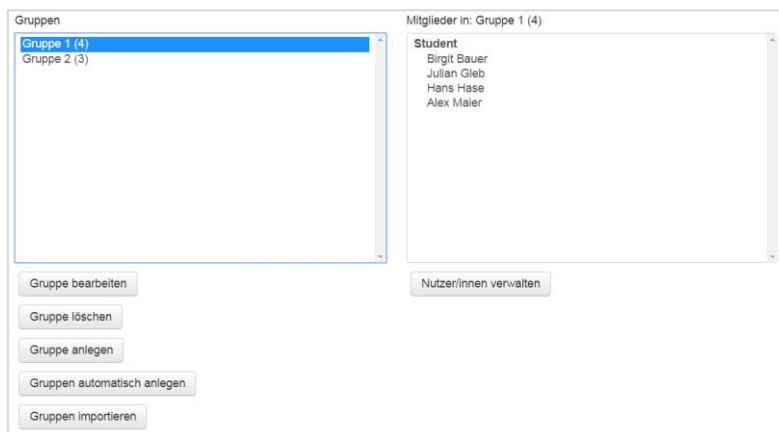 Gruppen
Gruppe 1 (4)
Gruppe 2 (3)
Gruppe bearbeiten
Gruppe löschen
Gruppe anlegen
Gruppen automatisch anlegen
Gruppen importieren
Mitglieder in: Gruppe 1 (4)
Student
Birgit Bauer
Julian Gleb
Hans Hase
Alex Maier
Nutzer/innen verwalten